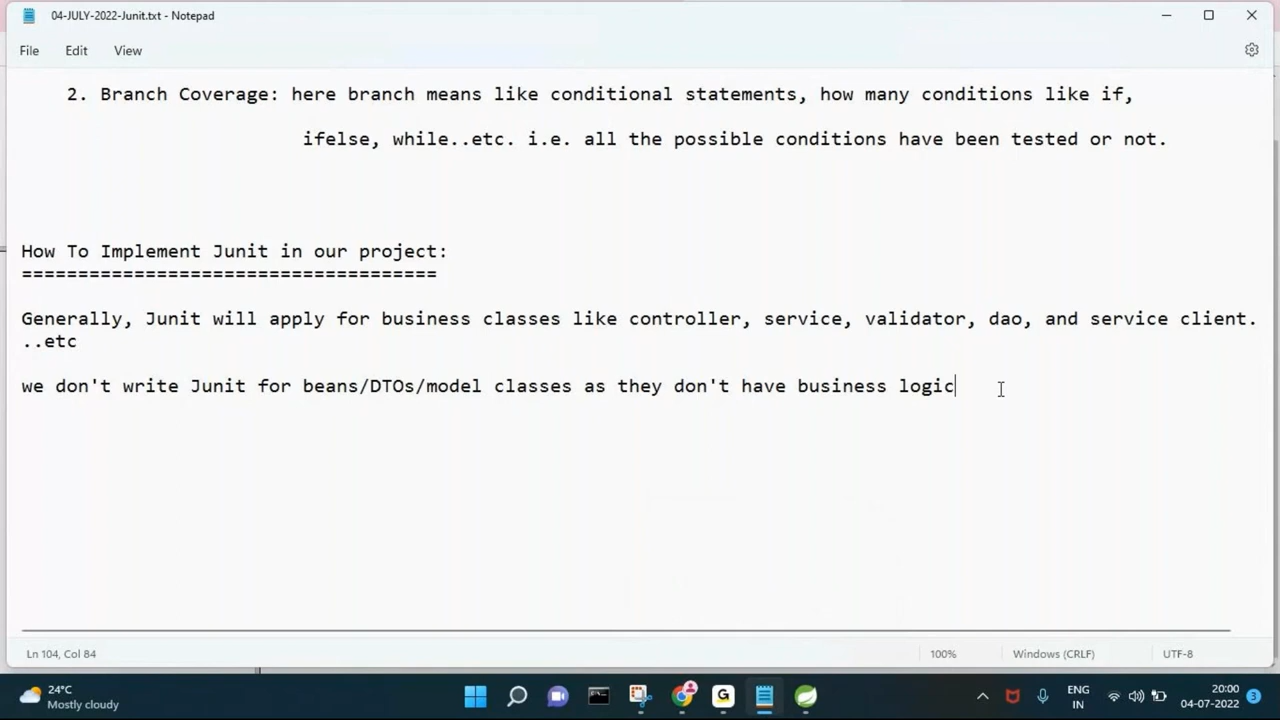 04-JULY-2022-Junit.txt - Notepad
File Edit View
2. Branch Coverage: here branch means like conditional statements, how many conditions like if,
ifelse, while..etc. i.e. all the possible conditions have been tested or not.
How To Implement Junit in our project:
=====================================
Generally, Junit will apply for business classes like controller, service, validator, dao, and service client.
..etc
we don't write Junit for beans/DTOs/model classes as they don't have business logic
Ln 104, Col 84 100% Windows (CRLF) UTF-8
24°C
Mostly cloudy
G
ENG
IN
20:00
04-07-2022
3